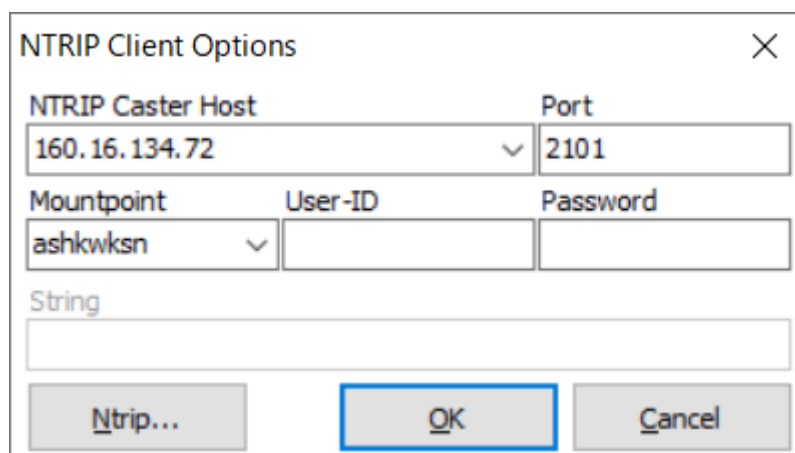 NTRIP Client Options
NTRIP Caster Host Port
160.16.134.72 2101
Mountpoint User-ID Password
ashkwksn
String
Ntrip... OK Cancel